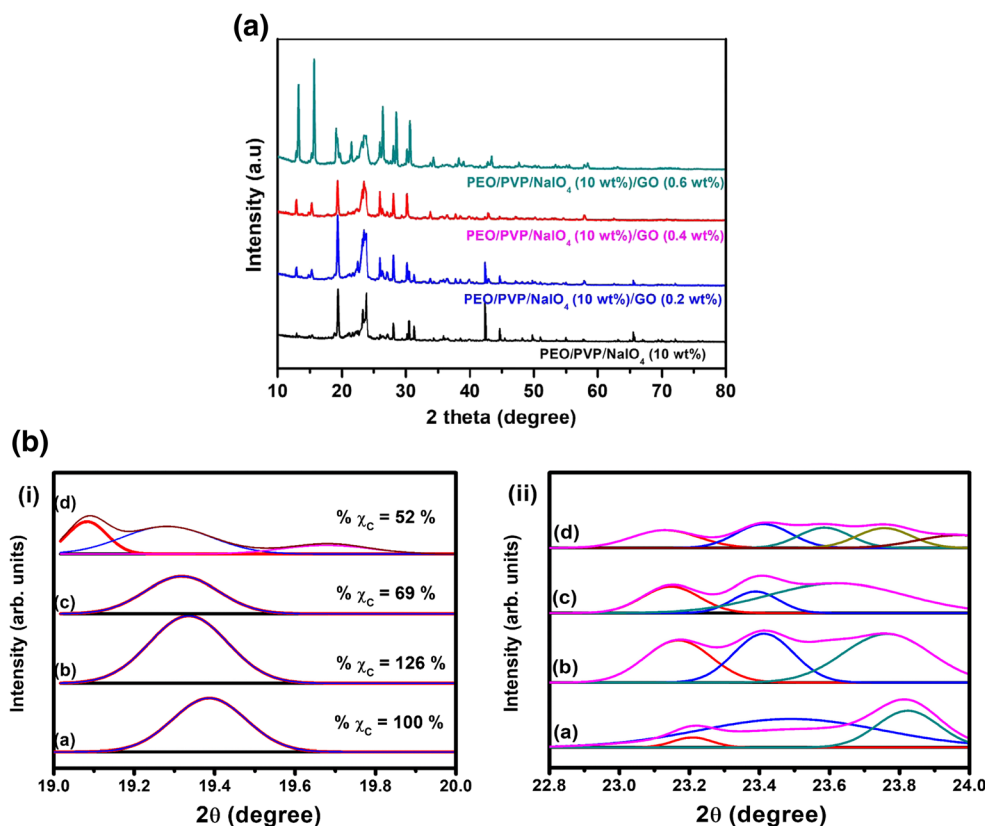 (a)
Intensity (a.u)
PEO/PVP/NaIO₄ (10 wt%)/GO (0.6 wt%)
PEO/PVP/NaIO₄ (10 wt%)/GO (0.4 wt%)
PEO/PVP/NaIO₄ (10 wt%)/GO (0.2 wt%)
PEO/PVP/NaIO₄ (10 wt%)
10 20 30 40 50 60 70 80
2 theta (degree)
(b)
(i)
Intensity (arb. units)
(d)
% χ_C = 52 %
(c)
% χ_C = 69 %
(b)
% χ_C = 126 %
(a)
% χ_C = 100 %
19.0 19.2 19.4 19.6 19.8 20.0
2θ (degree)
(ii)
Intensity (arb. units)
(d)
(c)
(b)
(a)
22.8 23.0 23.2 23.4 23.6 23.8 24.0
2θ (degree)